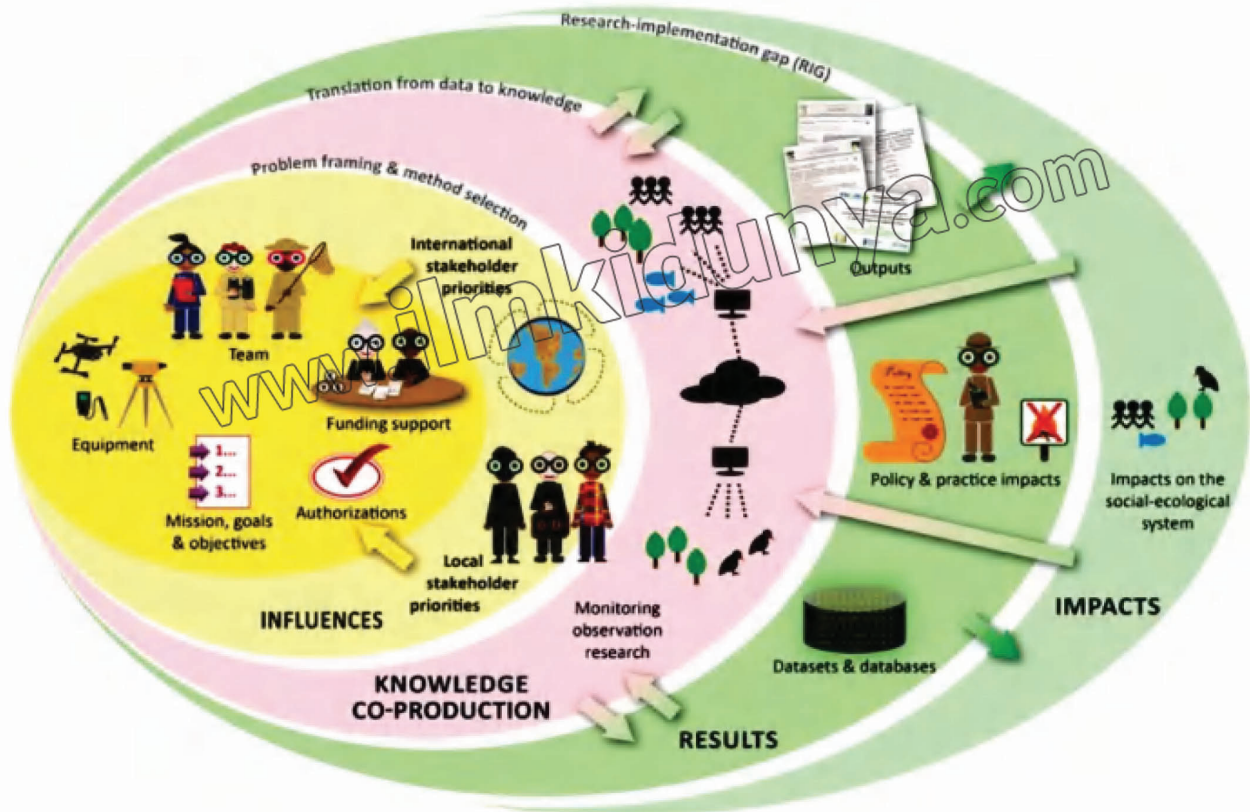 Research-implementation gap (RIG)
Translation from data to knowledge
Problem framing & method selection
International
stakeholder
priorities
Team
Equipment
Funding support
1...
2...
3...
Mission, goals
& objectives
Authorizations
Local
stakeholder
priorities
INFLUENCES
Monitoring
observation
research
KNOWLEDGE
CO-PRODUCTION
Outputs
Policy
Policy & practice impacts
Datasets & databases
RESULTS
Impacts on the
social-ecological
system
IMPACTS
www.ilmkidunya.com